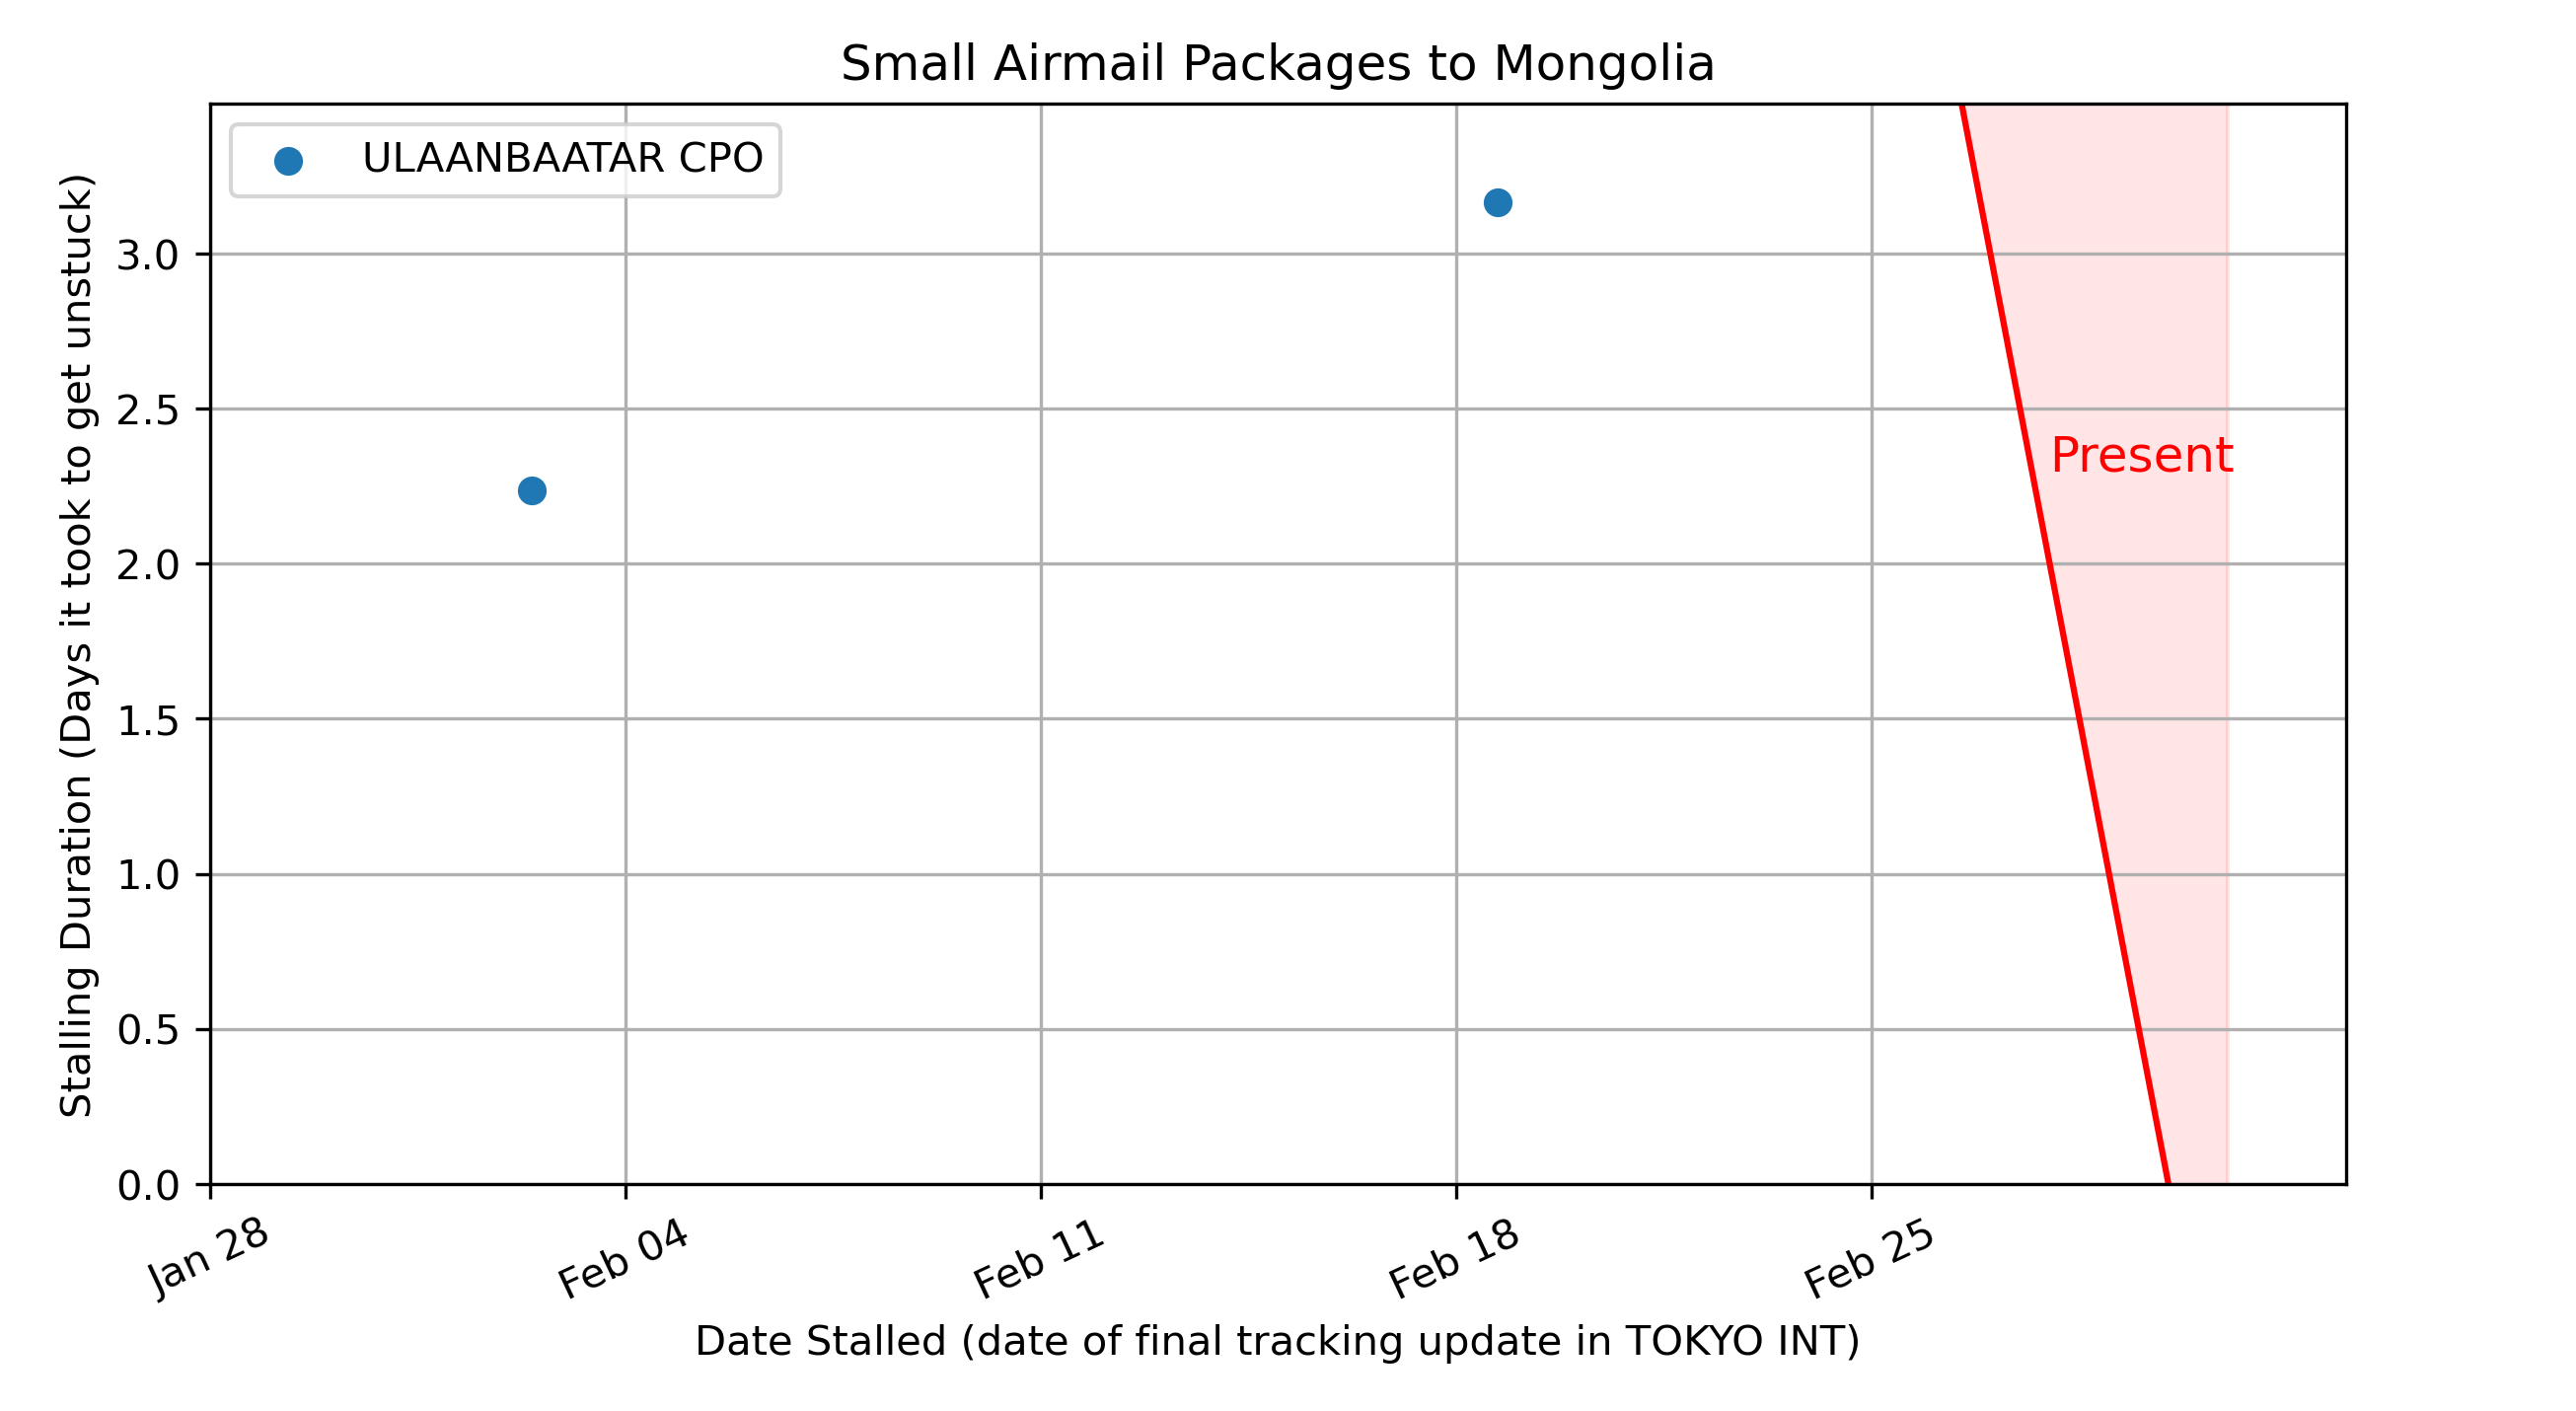 Small Airmail Packages to Mongolia
ULAANBAATAR CPO
Stalling Duration (Days it took to get unstuck)
3.0
2.5
2.0
1.5
1.0
0.5
0.0
Present
Jan 28
Feb 04
Feb 11
Feb 18
Feb 25
Date Stalled (date of final tracking update in TOKYO INT)